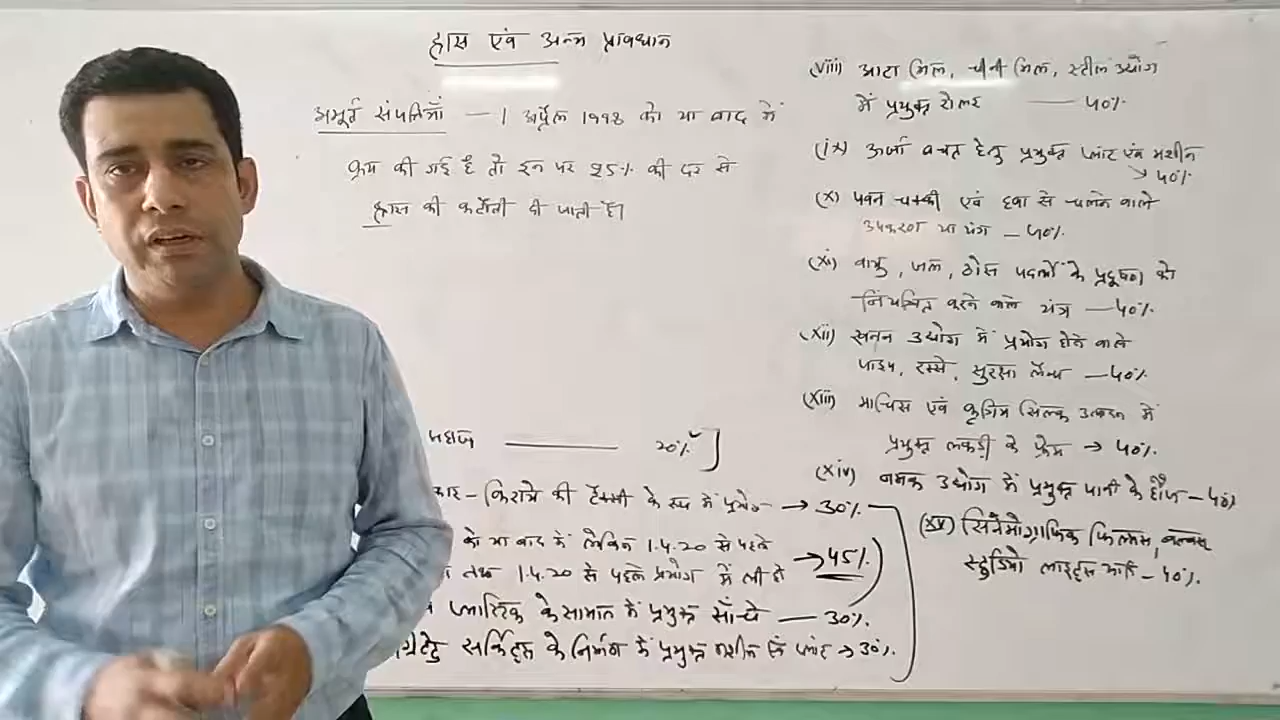 ह्रास एवं अन्य प्रावधान
अमूर्त संपत्तियाँ — 1 अप्रैल 1998 को या बाद में
क्रय की गई है तो इन पर 25% की दर से
ह्रास की कटौती दी जाती है।
जहाज — 20%
कार - किराये की टैक्सी के रूप में प्रयोग → 30%
को या बाद में लेकिन 1.4.20 से पहले
तथा 1.4.20 से पहले प्रयोग में ली हो → 45%
प्लास्टिक के सामान में प्रयुक्त साँचे — 30%
सर्किट्स के निर्माण में प्रयुक्त मशीन एवं प्लांट → 30%
(viii) आटा मिल, चीनी मिल, स्टील उद्योग
में प्रयुक्त रोलर — 40%
(ix) ऊर्जा बचत हेतु प्रयुक्त प्लांट एवं मशीन
→ 40%
(x) पवन चक्की एवं हवा से चलने वाले
उपकरण या यंत्र — 40%
(xi) वायु, जल, ठोस पदार्थों के प्रदूषण को
नियंत्रित करने वाले यंत्र — 40%
(xii) खनन उद्योग में प्रयोग होने वाले
पाइप, रस्से, सुरक्षा लैम्प — 40%
(xiii) माचिस एवं कृत्रिम सिल्क उत्पादन में
प्रयुक्त लकड़ी के फ्रेम → 40%
(xiv) नमक उद्योग में प्रयुक्त पानी के हौज - 40%
(xv) सिनेमोग्राफिक फिल्म्स, बल्बस
स्टुडियो लाइट्स आदि - 40%